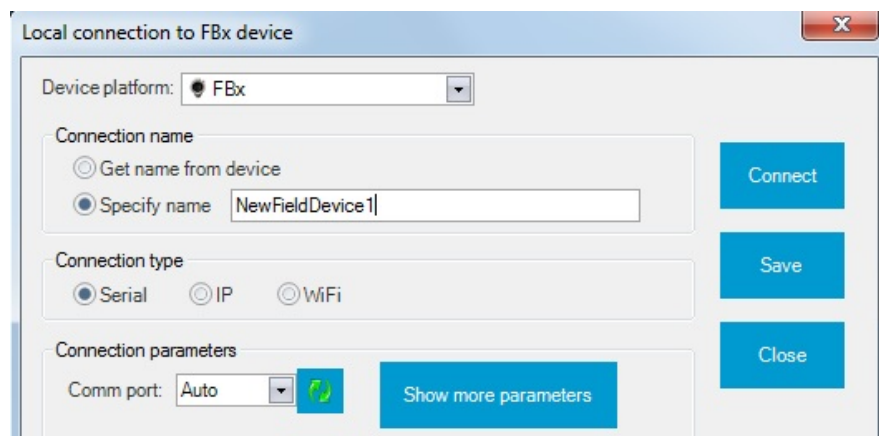 Local connection to FBx device
Device platform: FBx
Connection name
Get name from device
Specify name NewFieldDevice1
Connect
Connection type
Serial IP WiFi
Save
Connection parameters
Comm port: Auto
Show more parameters
Close